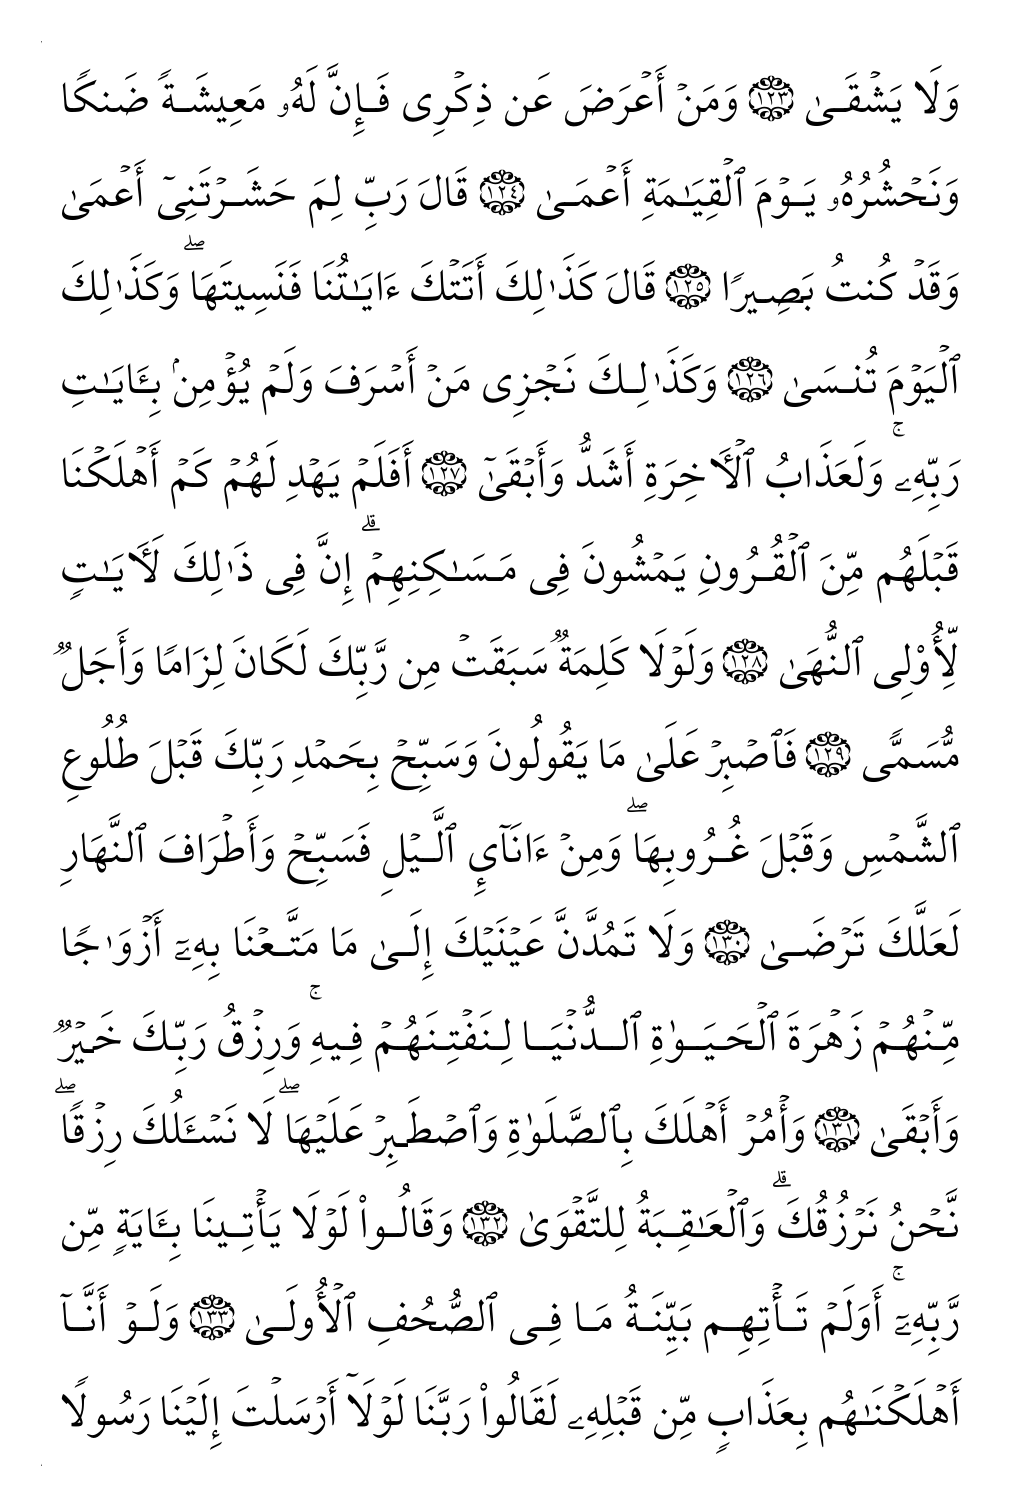 وَلَا يَشۡقَىٰ ١٢٣ وَمَنۡ أَعۡرَضَ عَن ذِكۡرِي فَإِنَّ لَهُۥ مَعِيشَةٗ ضَنكٗا
وَنَحۡشُرُهُۥ يَوۡمَ ٱلۡقِيَٰمَةِ أَعۡمَىٰ ١٢٤ قَالَ رَبِّ لِمَ حَشَرۡتَنِيٓ أَعۡمَىٰ
وَقَدۡ كُنتُ بَصِيرٗا ١٢٥ قَالَ كَذَٰلِكَ أَتَتۡكَ ءَايَٰتُنَا فَنَسِيتَهَاۖ وَكَذَٰلِكَ
ٱلۡيَوۡمَ تُنسَىٰ ١٢٦ وَكَذَٰلِكَ نَجۡزِي مَنۡ أَسۡرَفَ وَلَمۡ يُؤۡمِنۢ بِـَٔايَٰتِ
رَبِّهِۦۚ وَلَعَذَابُ ٱلۡأٓخِرَةِ أَشَدُّ وَأَبۡقَىٰٓ ١٢٧ أَفَلَمۡ يَهۡدِ لَهُمۡ كَمۡ أَهۡلَكۡنَا
قَبۡلَهُم مِّنَ ٱلۡقُرُونِ يَمۡشُونَ فِي مَسَٰكِنِهِمۡۚ إِنَّ فِي ذَٰلِكَ لَأٓيَٰتٖ
لِّأُوْلِي ٱلنُّهَىٰ ١٢٨ وَلَوۡلَا كَلِمَةٞ سَبَقَتۡ مِن رَّبِّكَ لَكَانَ لِزَامٗا وَأَجَلٞ
مُّسَمّٗى ١٢٩ فَٱصۡبِرۡ عَلَىٰ مَا يَقُولُونَ وَسَبِّحۡ بِحَمۡدِ رَبِّكَ قَبۡلَ طُلُوعِ
ٱلشَّمۡسِ وَقَبۡلَ غُرُوبِهَاۖ وَمِنۡ ءَانَآيِٕ ٱلَّيۡلِ فَسَبِّحۡ وَأَطۡرَافَ ٱلنَّهَارِ
لَعَلَّكَ تَرۡضَىٰ ١٣٠ وَلَا تَمُدَّنَّ عَيۡنَيۡكَ إِلَىٰ مَا مَتَّعۡنَا بِهِۦٓ أَزۡوَٰجٗا
مِّنۡهُمۡ زَهۡرَةَ ٱلۡحَيَوٰةِ ٱلدُّنۡيَا لِنَفۡتِنَهُمۡ فِيهِۚ وَرِزۡقُ رَبِّكَ خَيۡرٞ
وَأَبۡقَىٰ ١٣١ وَأۡمُرۡ أَهۡلَكَ بِٱلصَّلَوٰةِ وَٱصۡطَبِرۡ عَلَيۡهَاۖ لَا نَسۡـَٔلُكَ رِزۡقٗاۖ
نَّحۡنُ نَرۡزُقُكَۗ وَٱلۡعَٰقِبَةُ لِلتَّقۡوَىٰ ١٣٢ وَقَالُواْ لَوۡلَا يَأۡتِينَا بِـَٔايَةٖ مِّن
رَّبِّهِۦٓۚ أَوَلَمۡ تَأۡتِهِم بَيِّنَةُ مَا فِي ٱلصُّحُفِ ٱلۡأُولَىٰ ١٣٣ وَلَوۡ أَنَّآ
أَهۡلَكۡنَٰهُم بِعَذَابٖ مِّن قَبۡلِهِۦ لَقَالُواْ رَبَّنَا لَوۡلَآ أَرۡسَلۡتَ إِلَيۡنَا رَسُولٗا